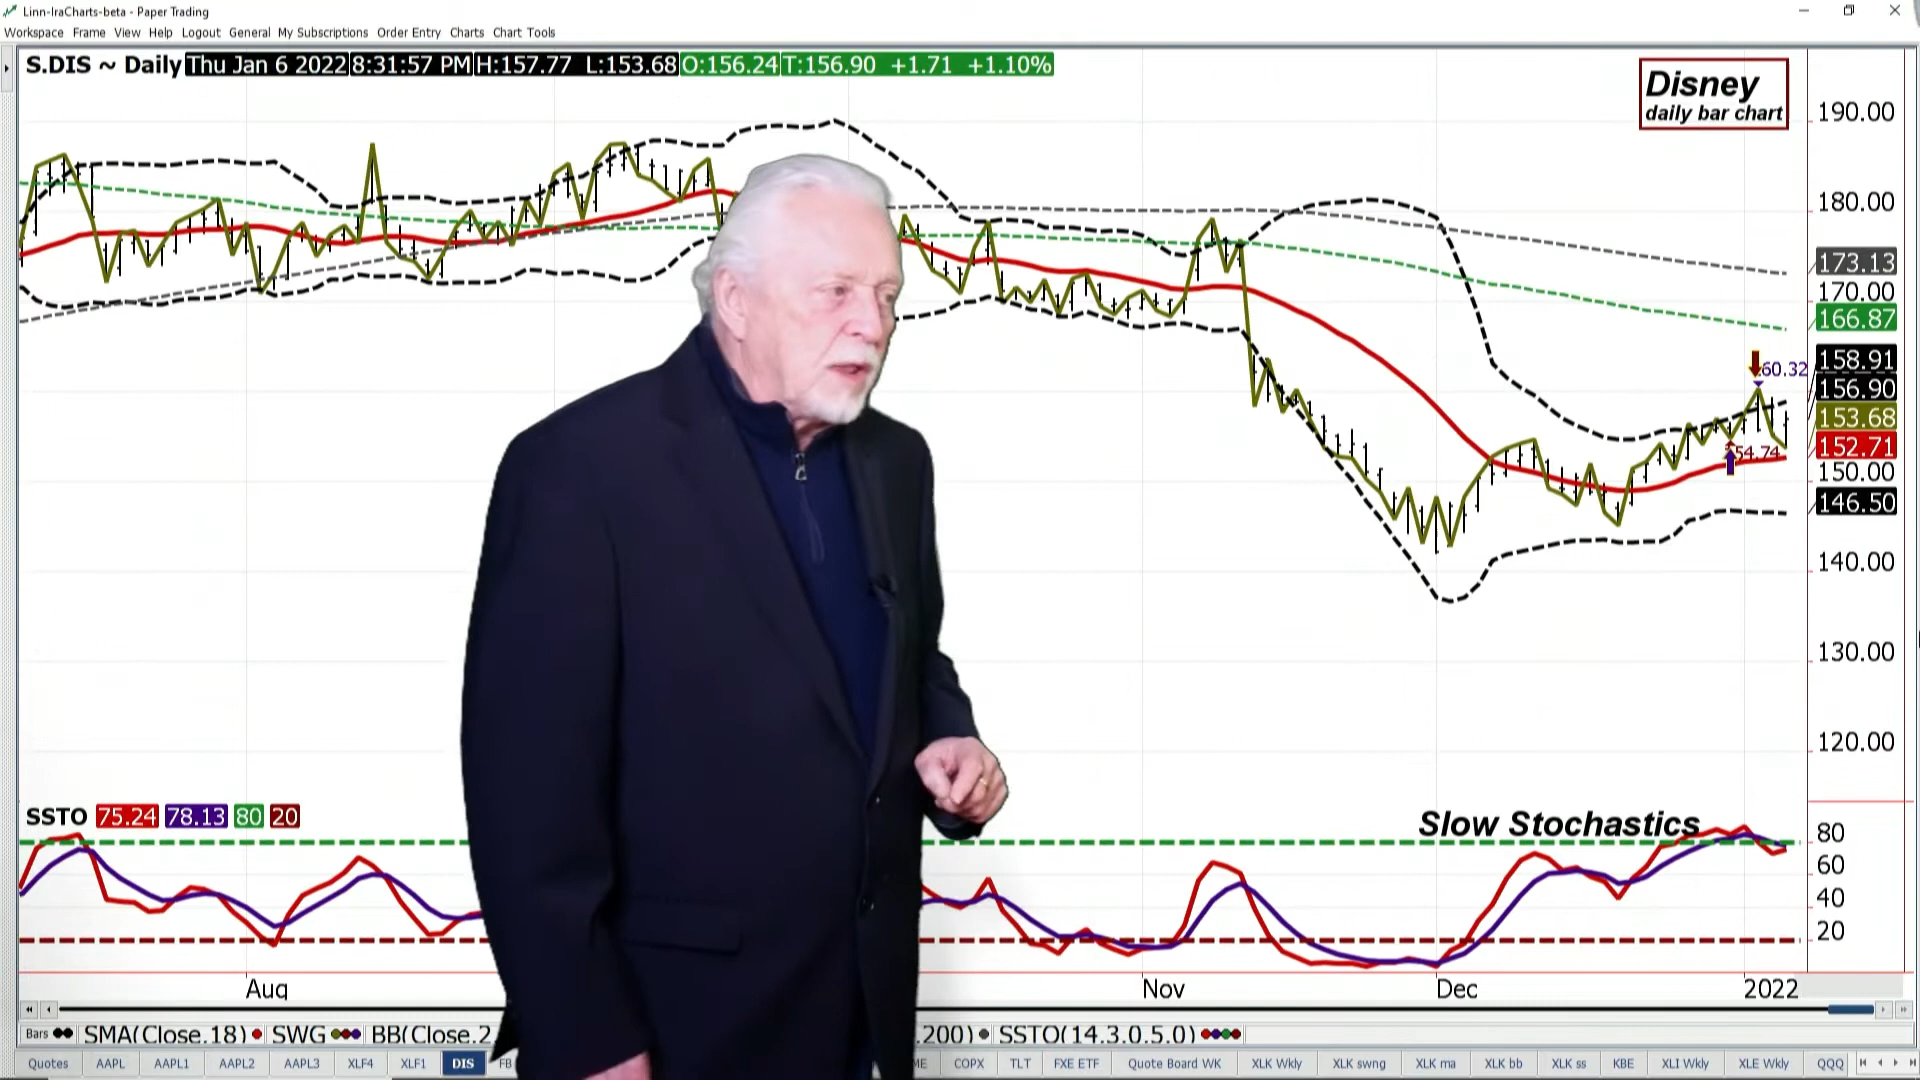 Linn-IraCharts-beta - Paper Trading
Workspace Frame View Help Logout General My Subscriptions Order Entry Charts Chart Tools
S.DIS ~ Daily Thu Jan 6 2022 8:31:57 PM H:157.77 L:153.68 O:156.24 T:156.90 +1.71 +1.10%
Disney
daily bar chart
190.00
180.00
173.13
170.00
166.87
158.91
60.32
156.90
153.68
152.71
54.74
150.00
146.50
140.00
130.00
120.00
SSTO 75.24 78.13 80 20
Slow Stochastics
80
60
40
20
Aug Nov Dec 2022
Bars SMA(Close,18) SWG BB(Close,2 ,200) SSTO(14,3,0,5,0)
Quotes AAPL AAPL1 AAPL2 AAPL3 XLF4 XLF1 DIS FB ME COPX TLT FXE ETF Quote Board WK XLK Wkly XLK swng XLK ma XLK bb XLK ss KBE XLI Wkly XLE Wkly QQQ